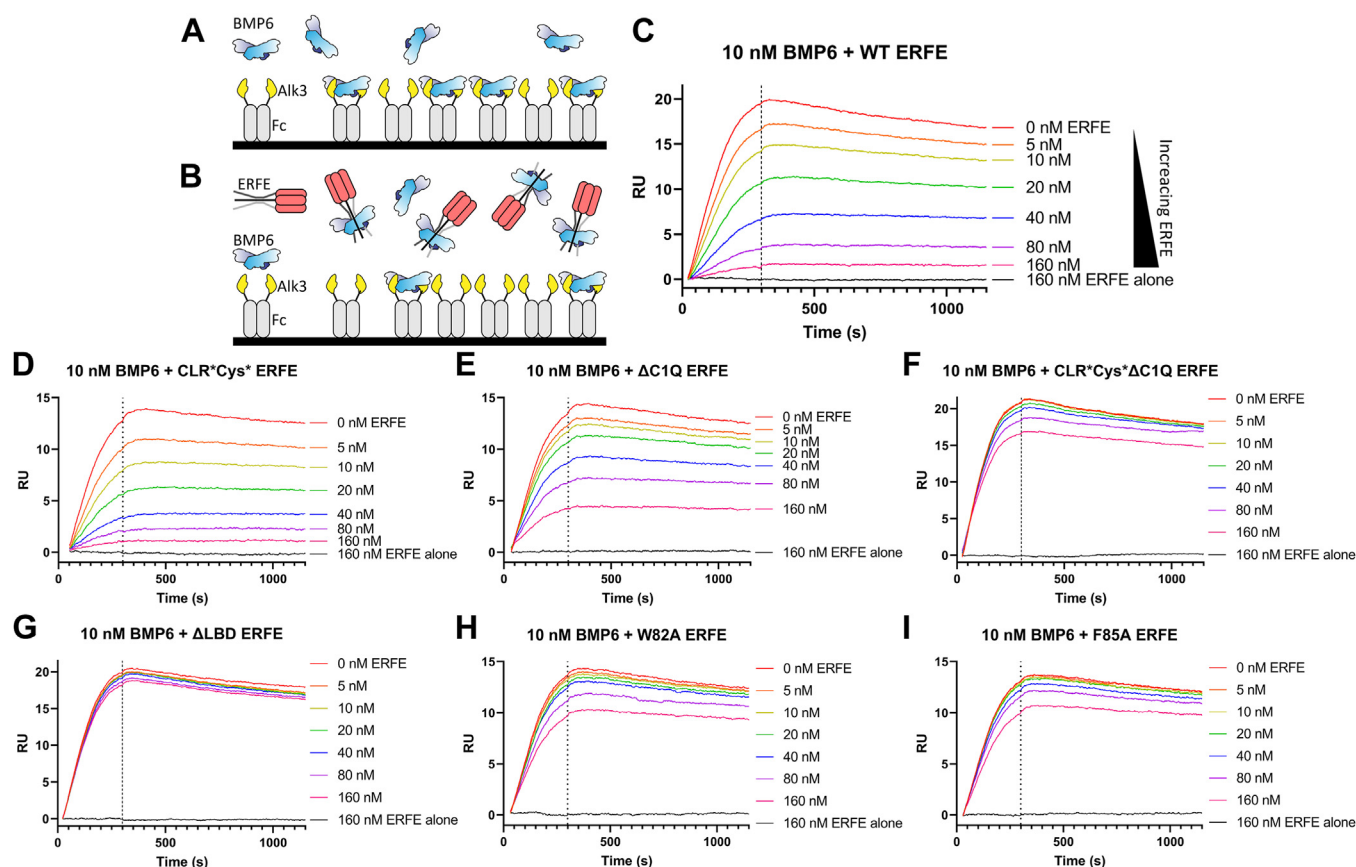 A
BMP6
Alk3
Fc
B
ERFE
BMP6
Alk3
Fc
C
10 nM BMP6 + WT ERFE
20
15
10
5
0
RU
500
1000
Time (s)
0 nM ERFE
5 nM
10 nM
20 nM
40 nM
80 nM
160 nM
160 nM ERFE alone
Increacing ERFE
D
10 nM BMP6 + CLR*Cys* ERFE
15
10
5
0
RU
0
500
1000
Time (s)
0 nM ERFE
5 nM
10 nM
20 nM
40 nM
80 nM
160 nM
160 nM ERFE alone
E
10 nM BMP6 + ΔC1Q ERFE
15
10
5
0
RU
0
500
1000
Time (s)
0 nM ERFE
5 nM
10 nM
20 nM
40 nM
80 nM
160 nM
160 nM ERFE alone
F
10 nM BMP6 + CLR*Cys*ΔC1Q ERFE
20
15
10
5
0
RU
0
500
1000
Time (s)
0 nM ERFE
5 nM
10 nM
20 nM
40 nM
80 nM
160 nM
160 nM ERFE alone
G
10 nM BMP6 + ΔLBD ERFE
20
15
10
5
0
RU
0
500
1000
Time (s)
0 nM ERFE
5 nM
10 nM
20 nM
40 nM
80 nM
160 nM
160 nM ERFE alone
H
10 nM BMP6 + W82A ERFE
15
10
5
0
RU
0
500
1000
Time (s)
0 nM ERFE
5 nM
10 nM
20 nM
40 nM
80 nM
160 nM
160 nM ERFE alone
I
10 nM BMP6 + F85A ERFE
15
10
5
0
RU
0
500
1000
Time (s)
0 nM ERFE
5 nM
10 nM
20 nM
40 nM
80 nM
160 nM
160 nM ERFE alone